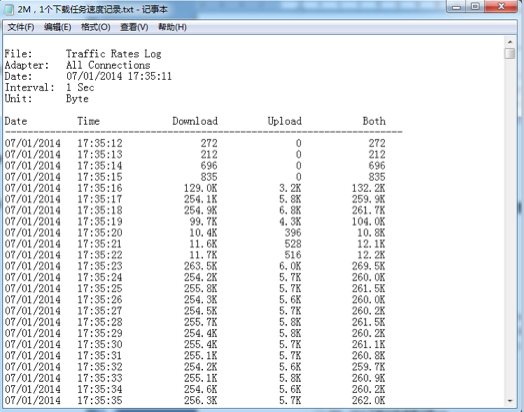 2M，1个下载任务速度记录.txt - 记事本
文件(F) 编辑(E) 格式(O) 查看(V) 帮助(H)
File: Traffic Rates Log
Adapter: All Connections
Date: 07/01/2014 17:35:11
Interval: 1 Sec
Unit: Byte
Date Time Download Upload Both
07/01/2014 17:35:12 272 0 272
07/01/2014 17:35:13 212 0 212
07/01/2014 17:35:14 696 0 696
07/01/2014 17:35:15 835 0 835
07/01/2014 17:35:16 129.0K 3.2K 132.2K
07/01/2014 17:35:17 254.1K 5.8K 259.9K
07/01/2014 17:35:18 254.9K 6.8K 261.7K
07/01/2014 17:35:19 99.7K 4.3K 104.0K
07/01/2014 17:35:20 10.4K 396 10.8K
07/01/2014 17:35:21 11.6K 528 12.1K
07/01/2014 17:35:22 11.7K 516 12.2K
07/01/2014 17:35:23 263.5K 6.0K 269.5K
07/01/2014 17:35:24 254.2K 5.7K 260.0K
07/01/2014 17:35:25 255.8K 5.7K 261.5K
07/01/2014 17:35:26 254.3K 5.6K 260.0K
07/01/2014 17:35:27 254.5K 5.7K 260.2K
07/01/2014 17:35:28 255.7K 5.8K 261.5K
07/01/2014 17:35:29 254.4K 5.8K 260.2K
07/01/2014 17:35:30 255.4K 5.7K 261.1K
07/01/2014 17:35:31 255.1K 5.7K 260.8K
07/01/2014 17:35:32 254.2K 5.6K 259.7K
07/01/2014 17:35:33 255.1K 5.8K 260.9K
07/01/2014 17:35:34 254.6K 5.6K 260.2K
07/01/2014 17:35:35 256.3K 5.7K 262.0K